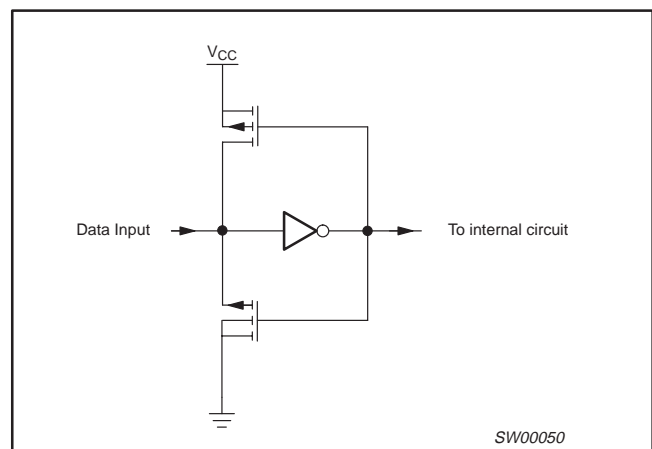 VCC
Data Input
To internal circuit
SW00050